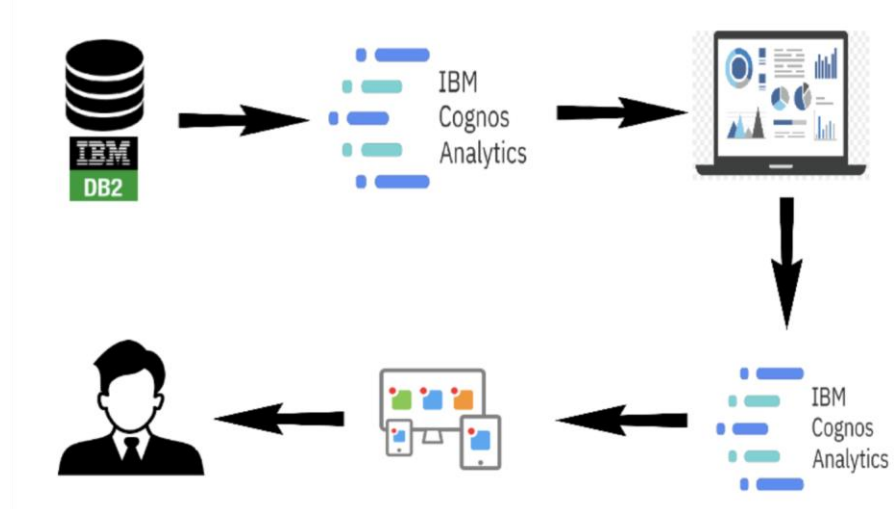 IBM
DB2
IBM
Cognos
Analytics
IBM
Cognos
Analytics